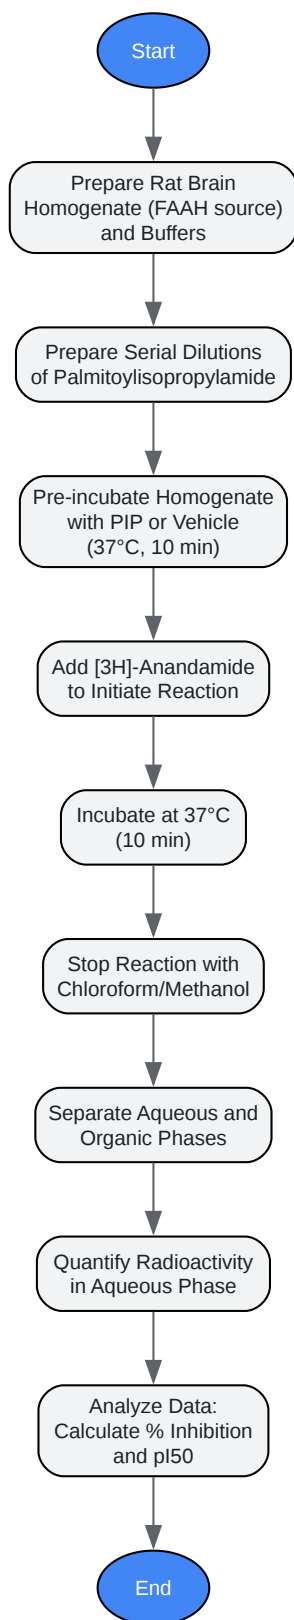 Start
Prepare Rat Brain
Homogenate (FAAH source)
and Buffers
Prepare Serial Dilutions
of Palmitoylisopropylamide
Pre-incubate Homogenate
with PIP or Vehicle
(37°C, 10 min)
Add [3H]-Anandamide
to Initiate Reaction
Incubate at 37°C
(10 min)
Stop Reaction with
Chloroform/Methanol
Separate Aqueous and
Organic Phases
Quantify Radioactivity
in Aqueous Phase
Analyze Data:
Calculate % Inhibition
and pI50
End